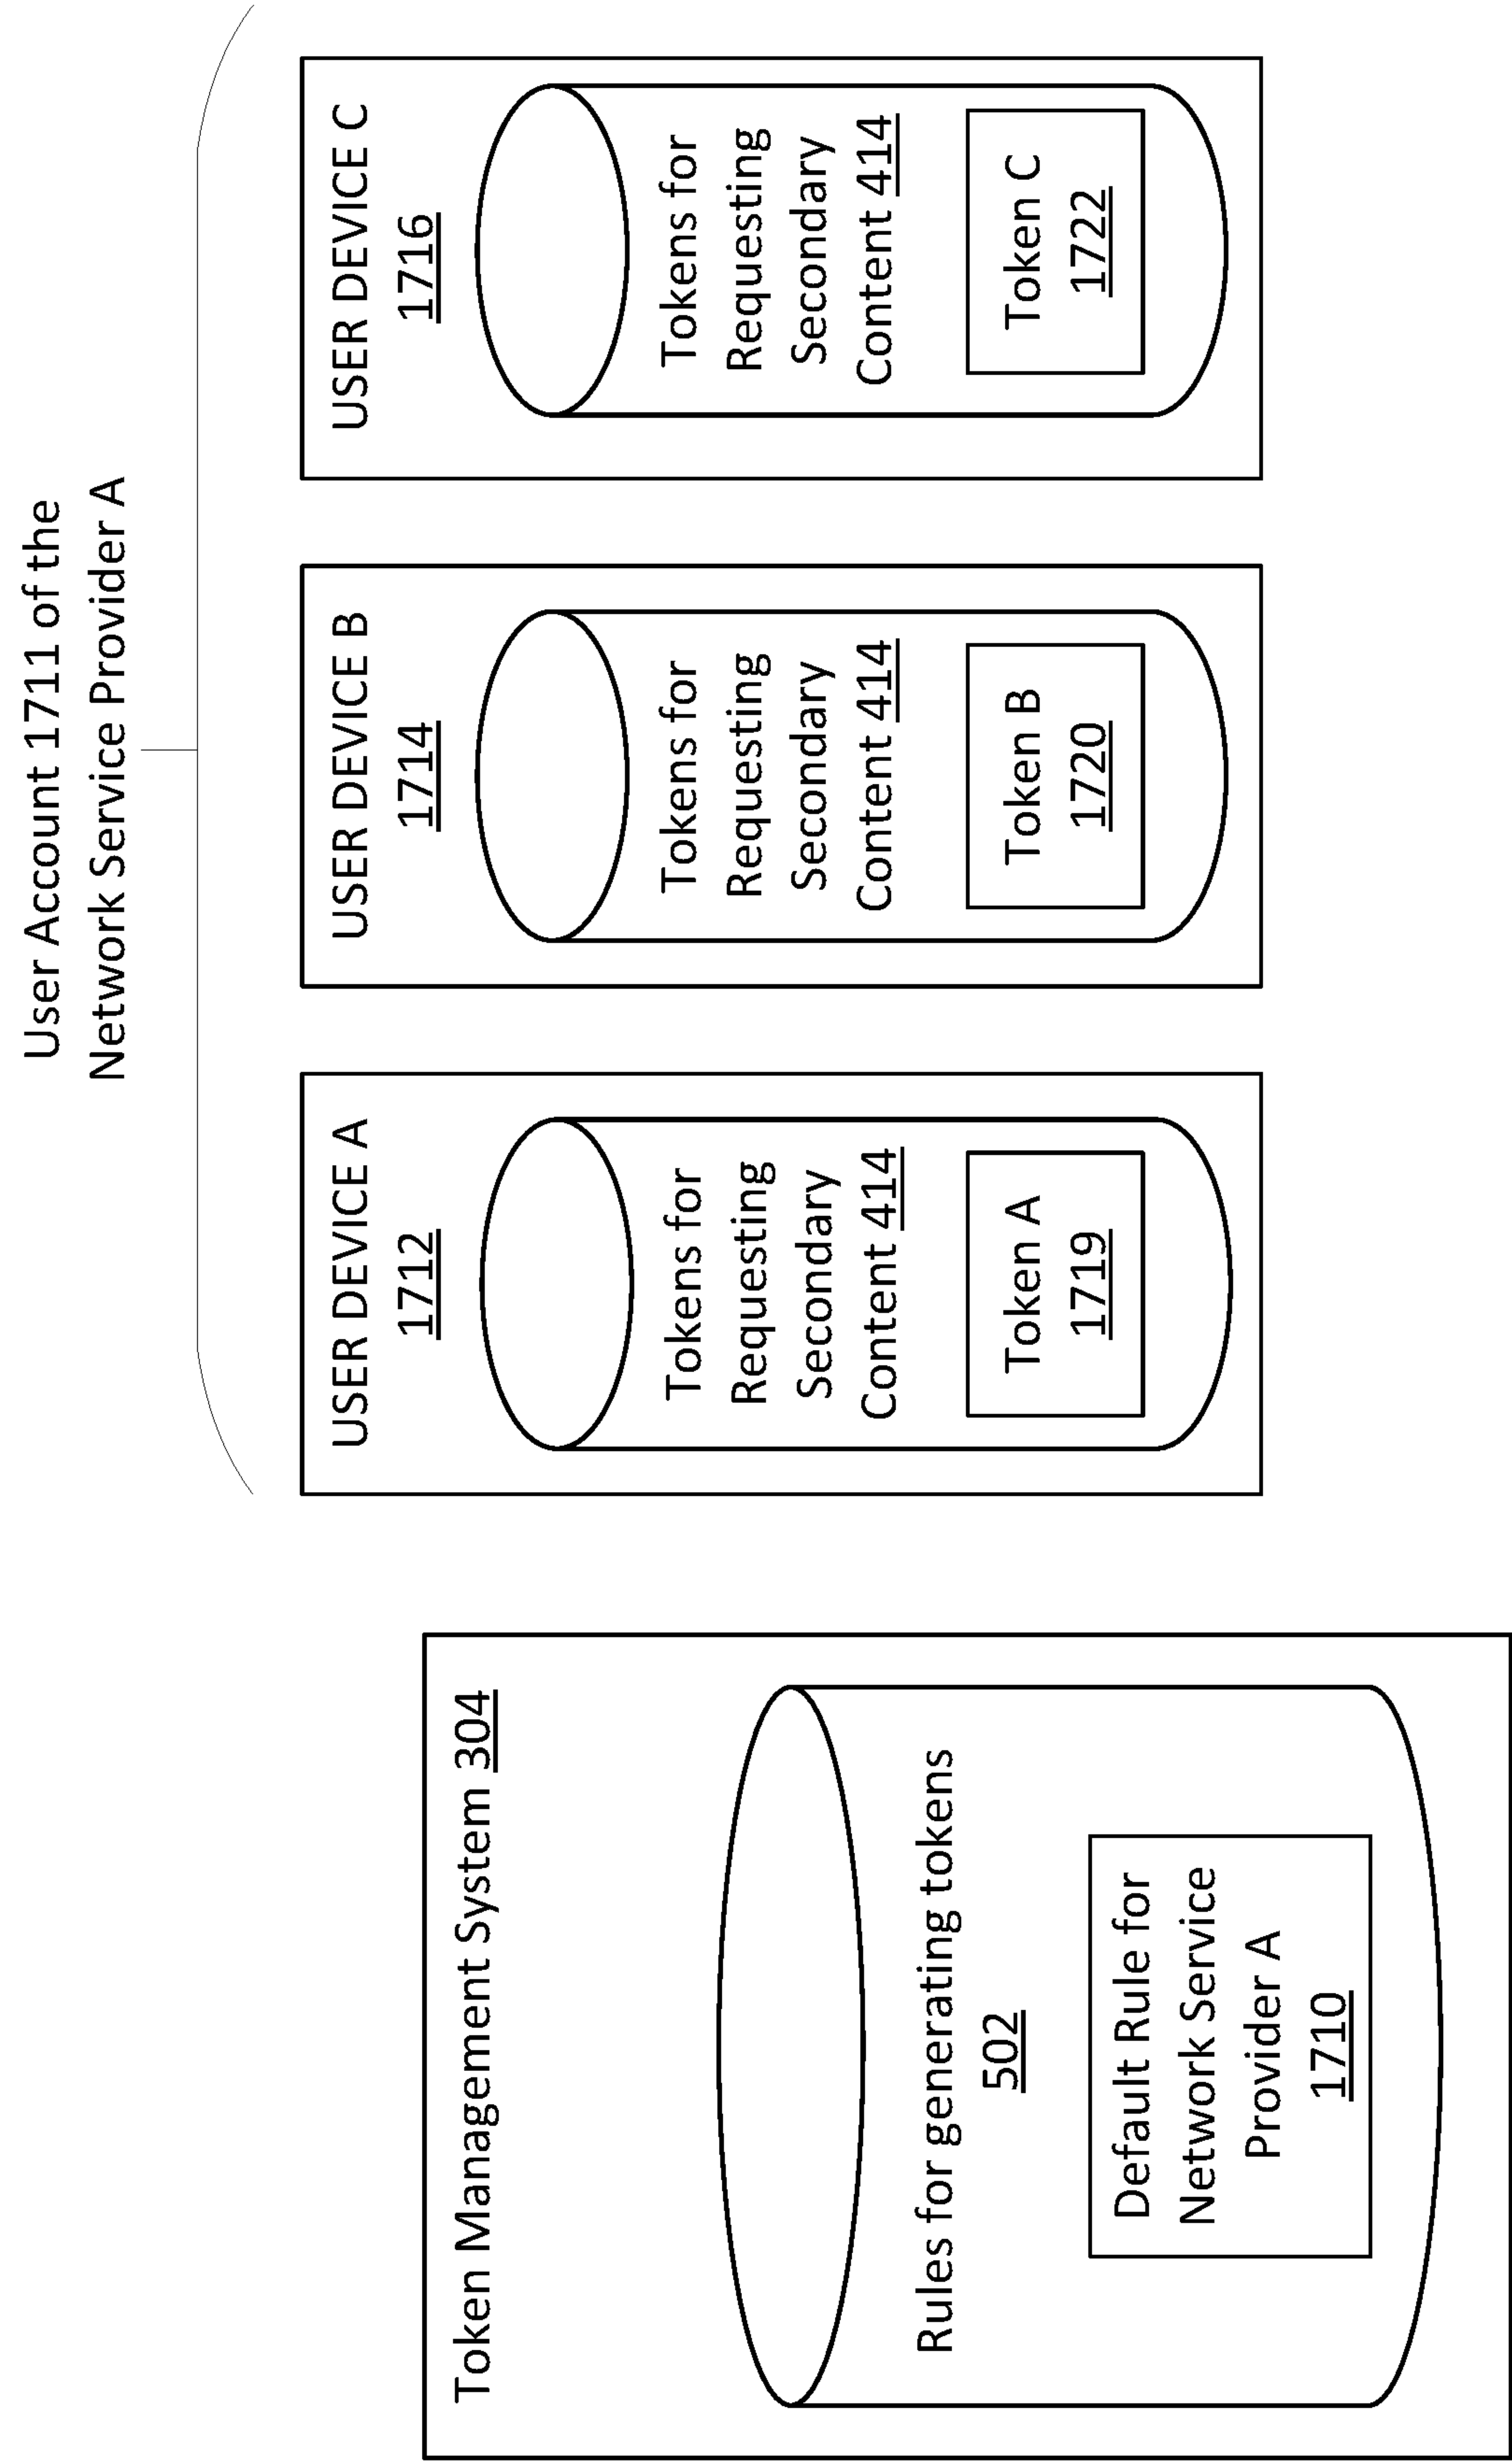 User Account 1711 of the
Network Service Provider A
Token Management System 304
Rules for generating tokens
502
Default Rule for
Network Service
Provider A
1710
USER DEVICE A
1712
Tokens for
Requesting
Secondary
Content 414
Token A
1719
USER DEVICE B
1714
Tokens for
Requesting
Secondary
Content 414
Token B
1720
USER DEVICE C
1716
Tokens for
Requesting
Secondary
Content 414
Token C
1722